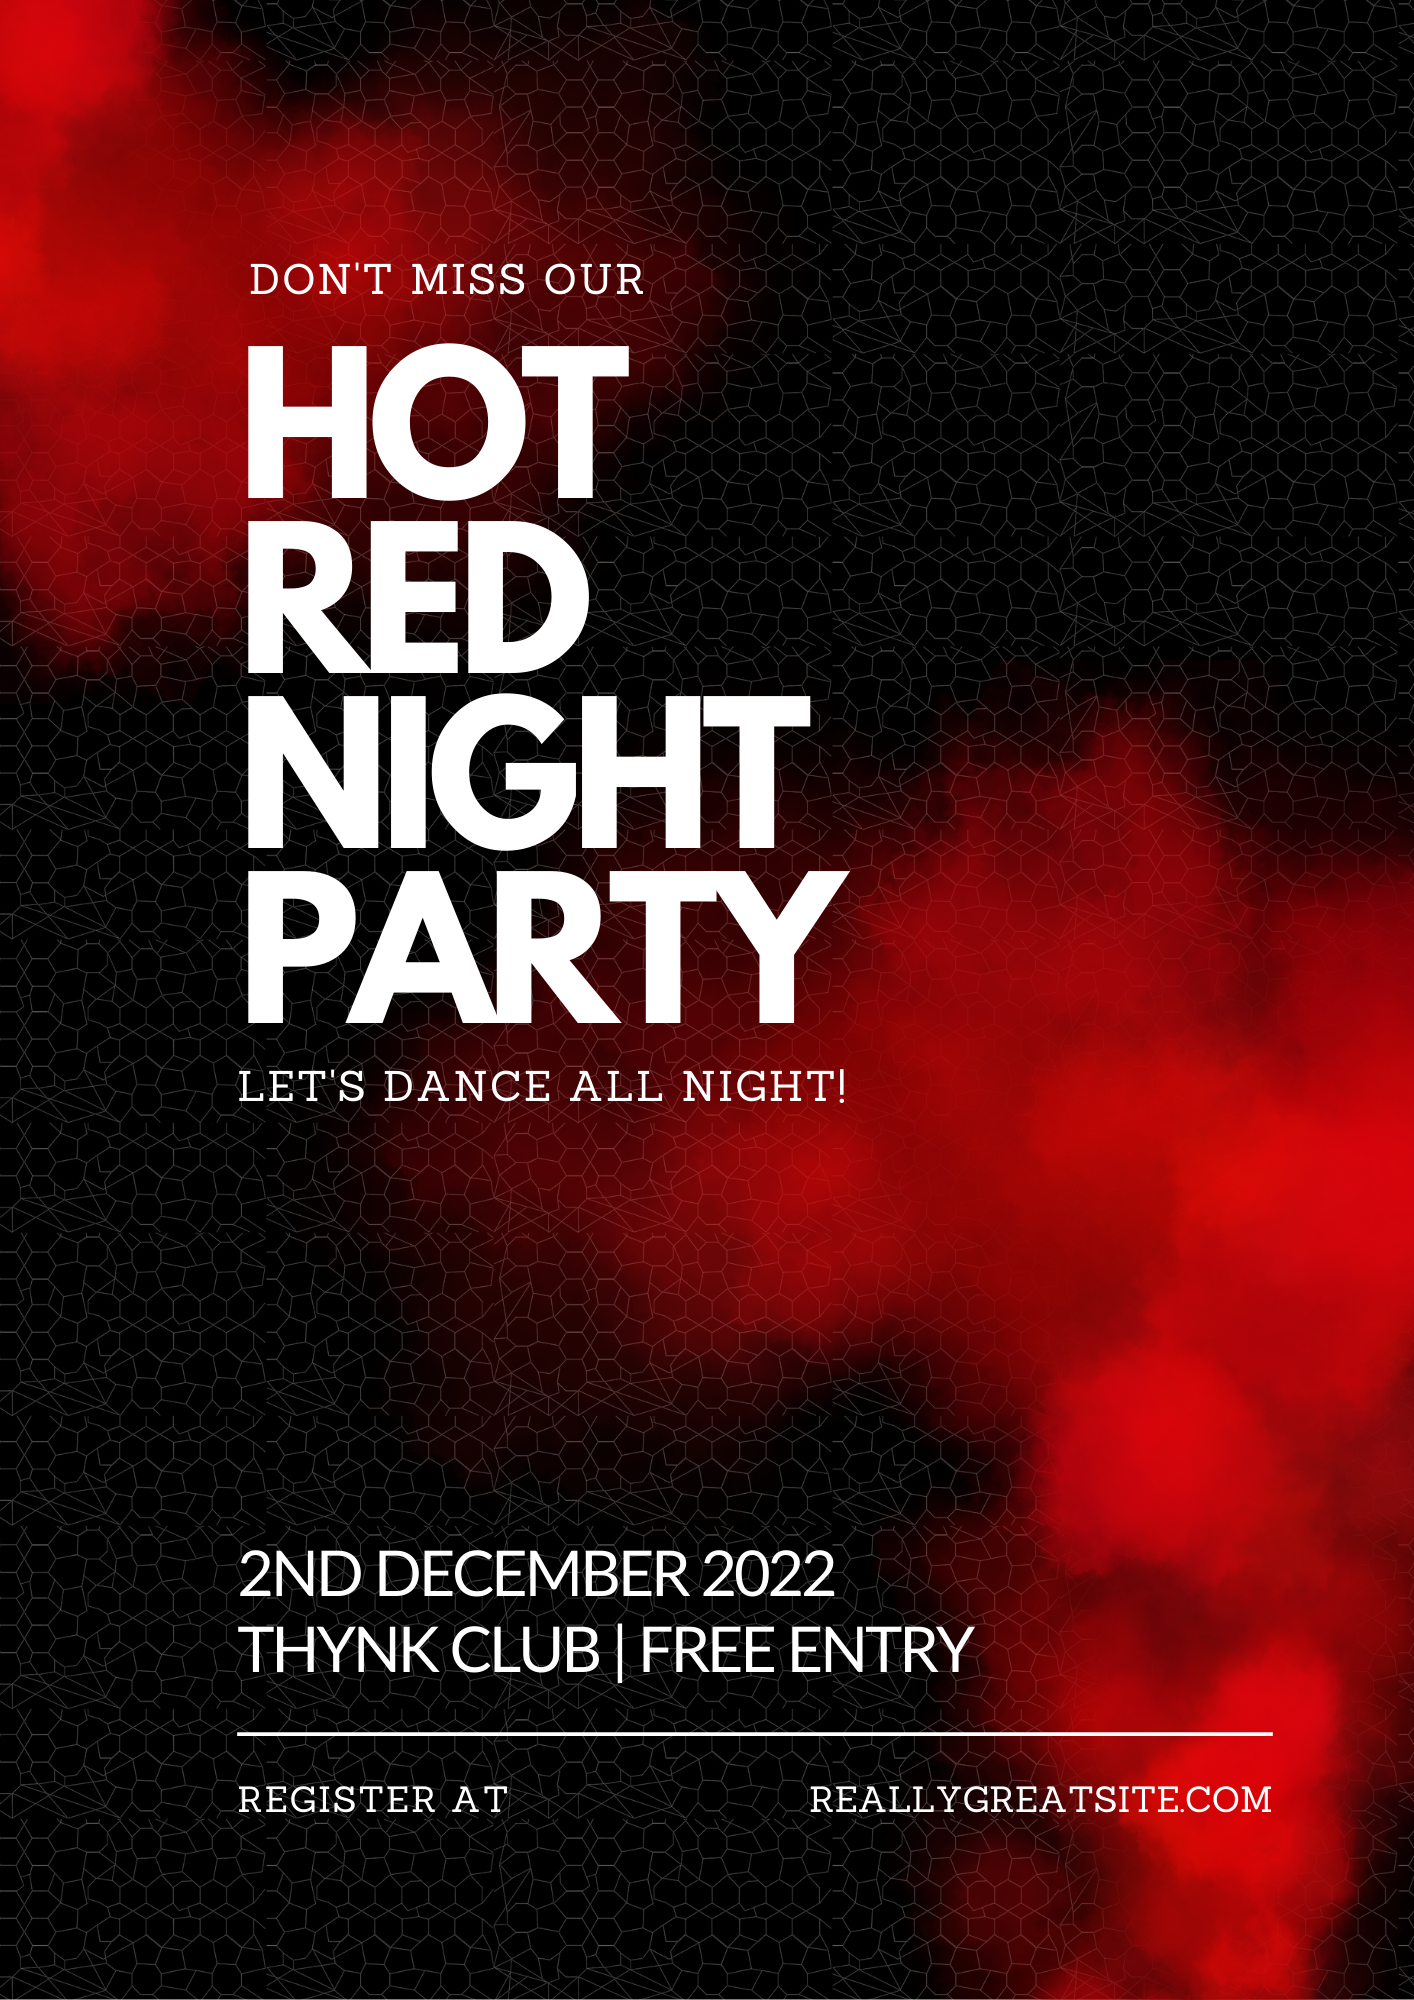 DON'T MISS OUR
HOT
RED
NIGHT
PARTY
LET'S DANCE ALL NIGHT!
2ND DECEMBER 2022
THYNK CLUB | FREE ENTRY
REGISTER AT REALLYGREATSITE.COM